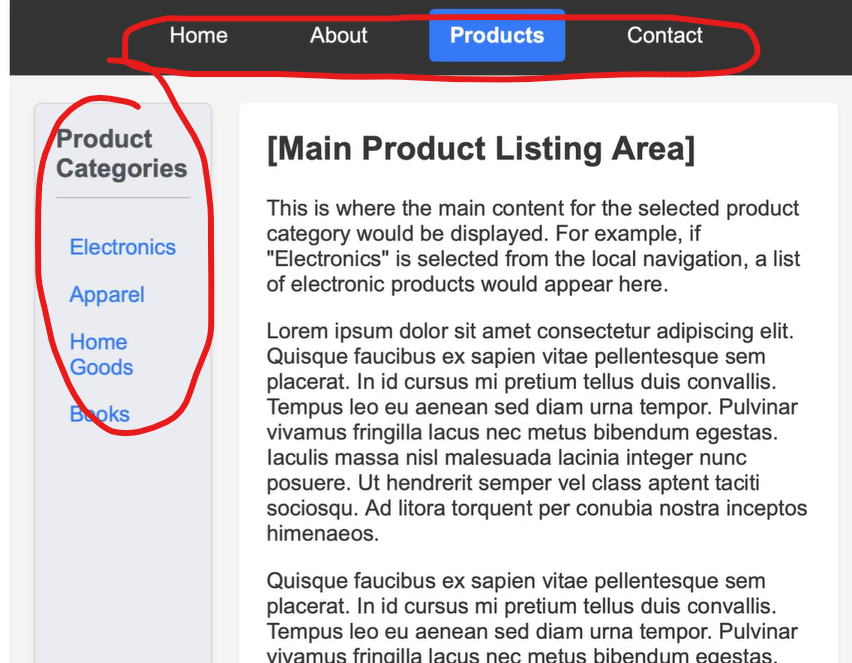 Home About Products Contact
Product
Categories
Electronics
Apparel
Home
Goods
Books
[Main Product Listing Area]
This is where the main content for the selected product
category would be displayed. For example, if
"Electronics" is selected from the local navigation, a list
of electronic products would appear here.
Lorem ipsum dolor sit amet consectetur adipiscing elit.
Quisque faucibus ex sapien vitae pellentesque sem
placerat. In id cursus mi pretium tellus duis convallis.
Tempus leo eu aenean sed diam urna tempor. Pulvinar
vivamus fringilla lacus nec metus bibendum egestas.
Iaculis massa nisl malesuada lacinia integer nunc
posuere. Ut hendrerit semper vel class aptent taciti
sociosqu. Ad litora torquent per conubia nostra inceptos
himenaeos.
Quisque faucibus ex sapien vitae pellentesque sem
placerat. In id cursus mi pretium tellus duis convallis.
Tempus leo eu aenean sed diam urna tempor. Pulvinar
vivamus fringilla lacus nec metus bibendum egestas.